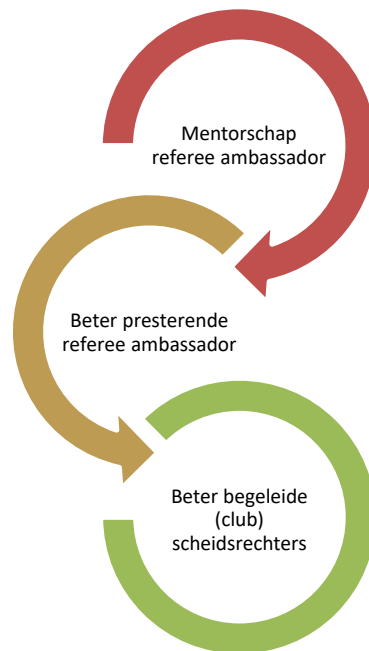 Mentorschap
referee ambassador
Beter presterende
referee ambassador
Beter begeleide
(club)
scheidsrechters